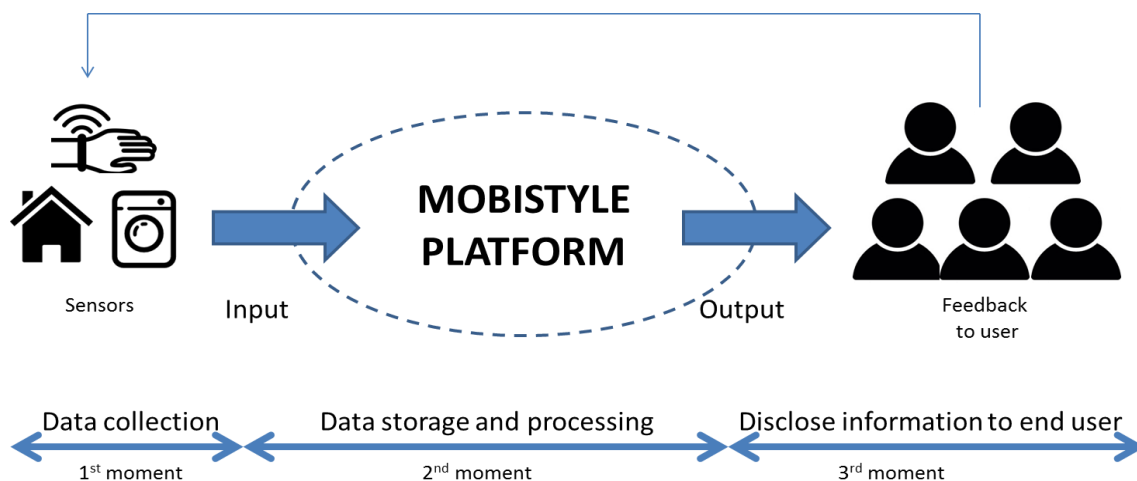 MOBISTYLE
PLATFORM
Sensors
Input
Output
Feedback
to user
Data collection
Data storage and processing
Disclose information to end user
1st moment
2nd moment
3rd moment